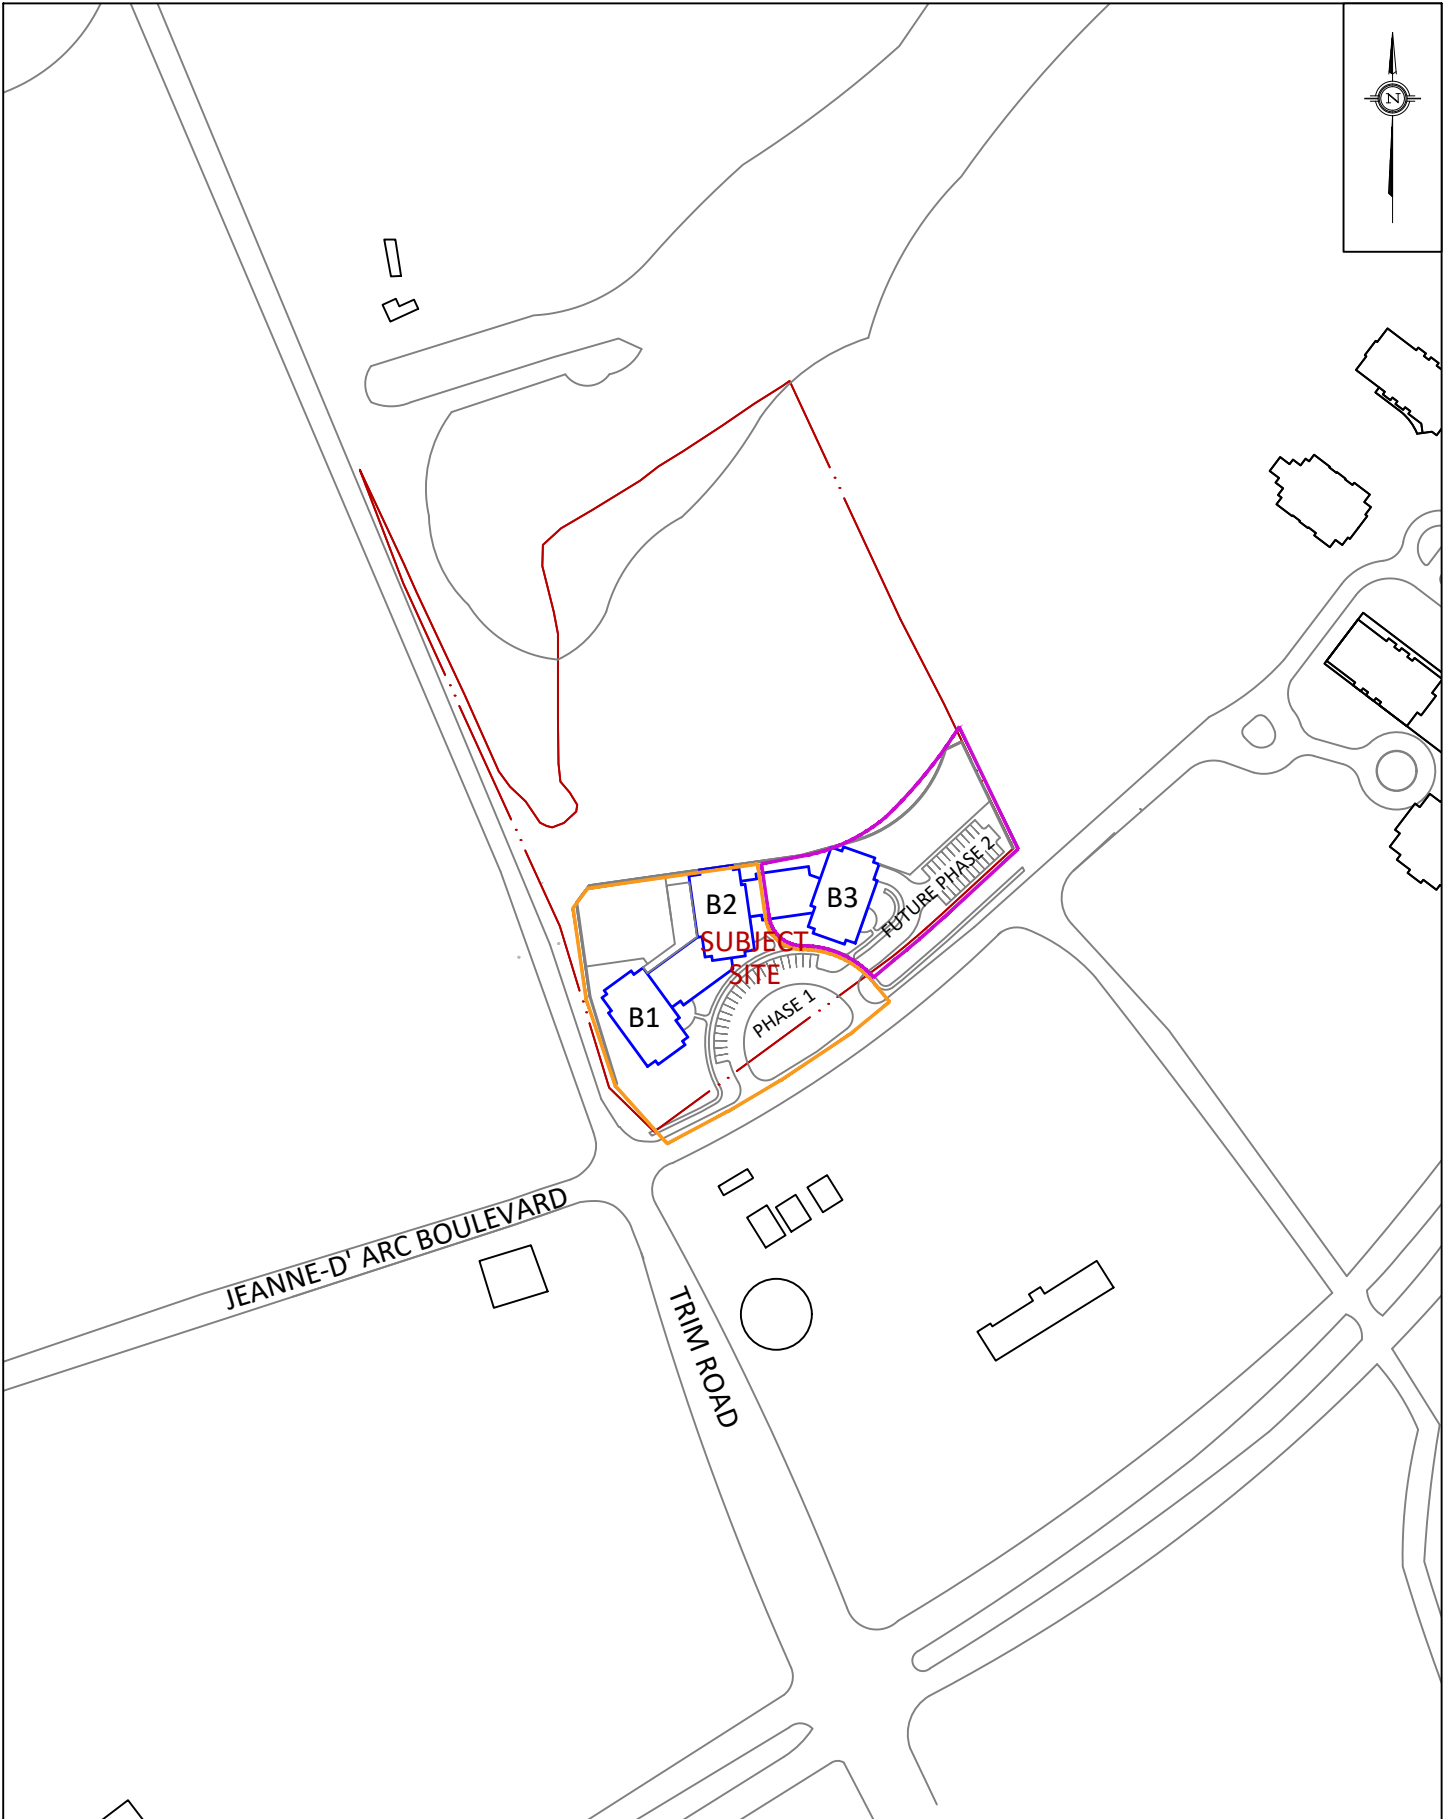 N
B2
B3
FUTURE PHASE 2
SUBJECT
SITE
B1
PHASE 1
JEANNE-D' ARC BOULEVARD
TRIM ROAD